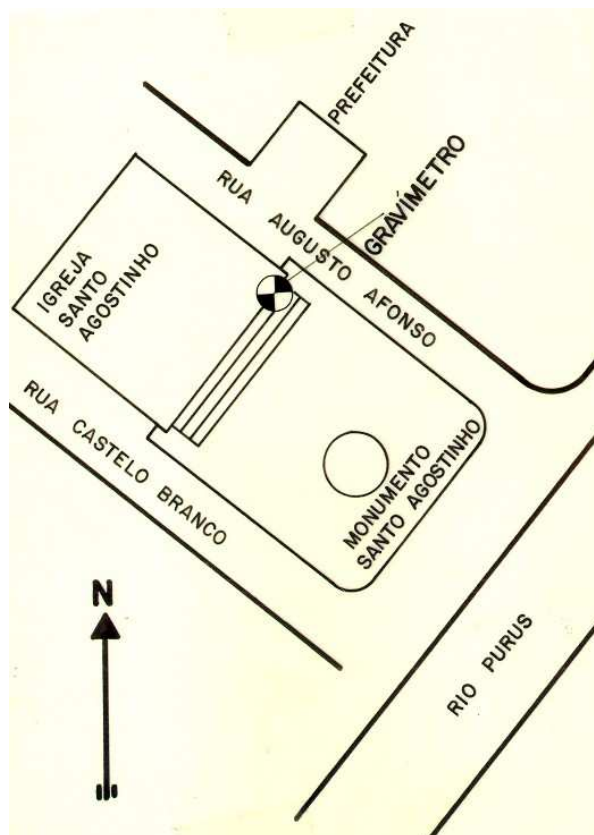 PREFEITURA
GRAVÍMETRO
RUA AUGUSTO AFONSO
IGREJA
SANTO
AGOSTINHO
RUA CASTELO BRANCO
MONUMENTO
SANTO AGOSTINHO
N
RIO PURUS